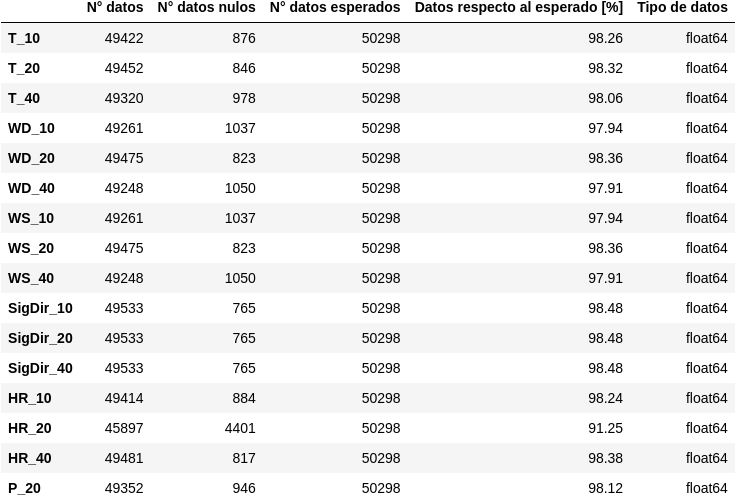 N° datos N° datos nulos N° datos esperados Datos respecto al esperado [%] Tipo de datos
T_10 49422 876 50298 98.26 float64
T_20 49452 846 50298 98.32 float64
T_40 49320 978 50298 98.06 float64
WD_10 49261 1037 50298 97.94 float64
WD_20 49475 823 50298 98.36 float64
WD_40 49248 1050 50298 97.91 float64
WS_10 49261 1037 50298 97.94 float64
WS_20 49475 823 50298 98.36 float64
WS_40 49248 1050 50298 97.91 float64
SigDir_10 49533 765 50298 98.48 float64
SigDir_20 49533 765 50298 98.48 float64
SigDir_40 49533 765 50298 98.48 float64
HR_10 49414 884 50298 98.24 float64
HR_20 45897 4401 50298 91.25 float64
HR_40 49481 817 50298 98.38 float64
P_20 49352 946 50298 98.12 float64